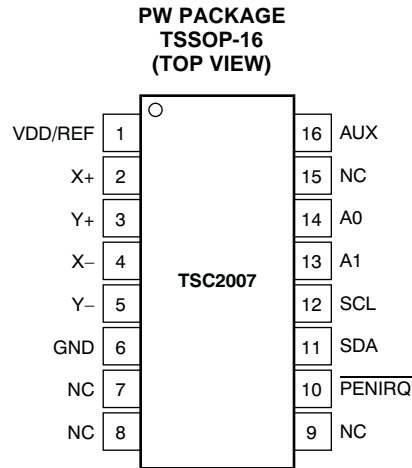 PW PACKAGE
TSSOP-16
(TOP VIEW)
VDD/REF 1 16 AUX
X+ 2 15 NC
Y+ 3 14 A0
X− 4 13 A1
TSC2007
Y− 5 12 SCL
GND 6 11 SDA
NC 7 10 PENIRQ
NC 8 9 NC